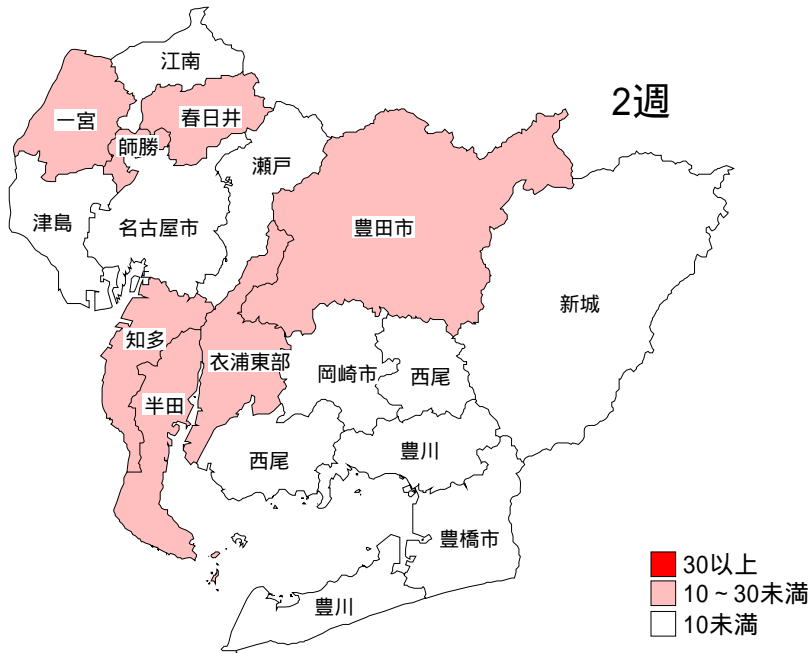 江南
2週
一宮
春日井
師勝
瀬戸
津島
名古屋市
豊田市
新城
知多
衣浦東部
岡崎市
西尾
半田
西尾
豊川
豊橋市
豊川
30以上
10~30未満
10未満